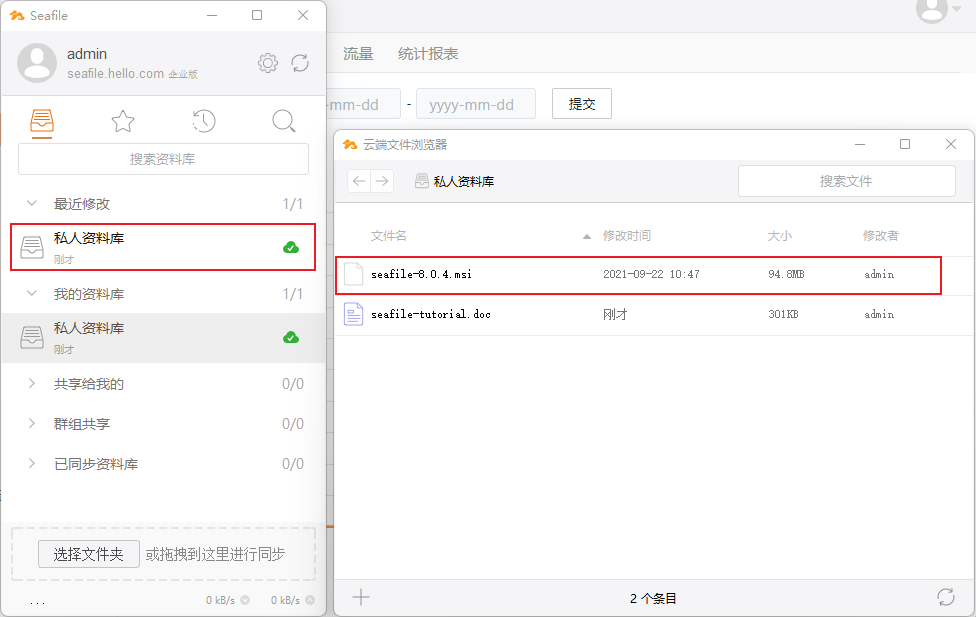 Seafile
admin
seafile.hello.com 企业版
搜索资料库
最近修改 1/1
私人资料库
刚才
我的资料库 1/1
私人资料库
刚才
共享给我的 0/0
群组共享 0/0
已同步资料库 0/0
选择文件夹 或拖拽到这里进行同步
... 0 kB/s 0 kB/s
流量 统计报表
-mm-dd - yyyy-mm-dd 提交
云端文件浏览器
私人资料库 搜索文件
文件名 修改时间 大小 修改者
seafile-8.0.4.msi 2021-09-22 10:47 94.8MB admin
seafile-tutorial.doc 刚才 301KB admin
2 个条目